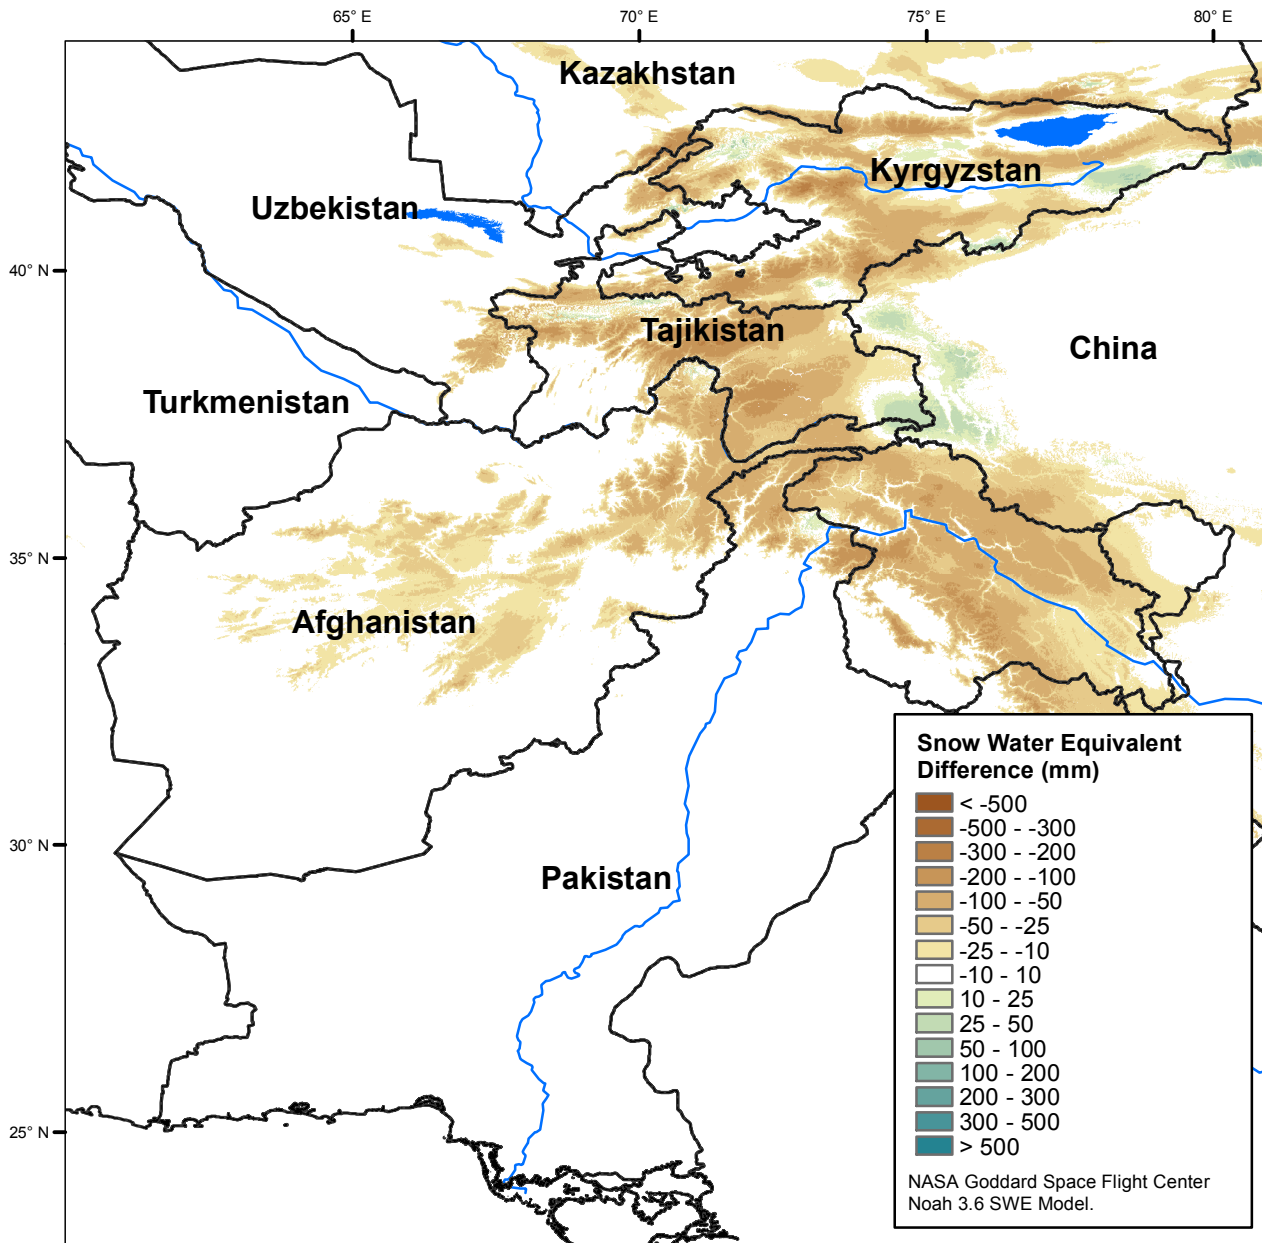 65° E
70° E
75° E
80° E
Kazakhstan
Kyrgyzstan
Uzbekistan
40° N
Tajikistan
China
Turkmenistan
35° N
Afghanistan
30° N
Pakistan
25° N
Snow Water Equivalent
Difference (mm)
< -500
-500 - -300
-300 - -200
-200 - -100
-100 - -50
-50 - -25
-25 - -10
-10 - 10
10 - 25
25 - 50
50 - 100
100 - 200
200 - 300
300 - 500
> 500
NASA Goddard Space Flight Center
Noah 3.6 SWE Model.